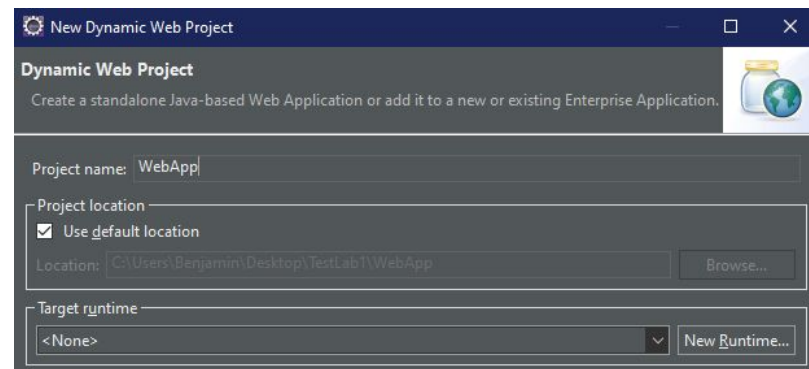 New Dynamic Web Project
Dynamic Web Project
Create a standalone Java-based Web Application or add it to a new or existing Enterprise Application.
Project name: WebApp
Project location
Use default location
Location: C:\Users\Benjamin\Desktop\TestLab1\WebApp Browse...
Target runtime
<None> New Runtime...